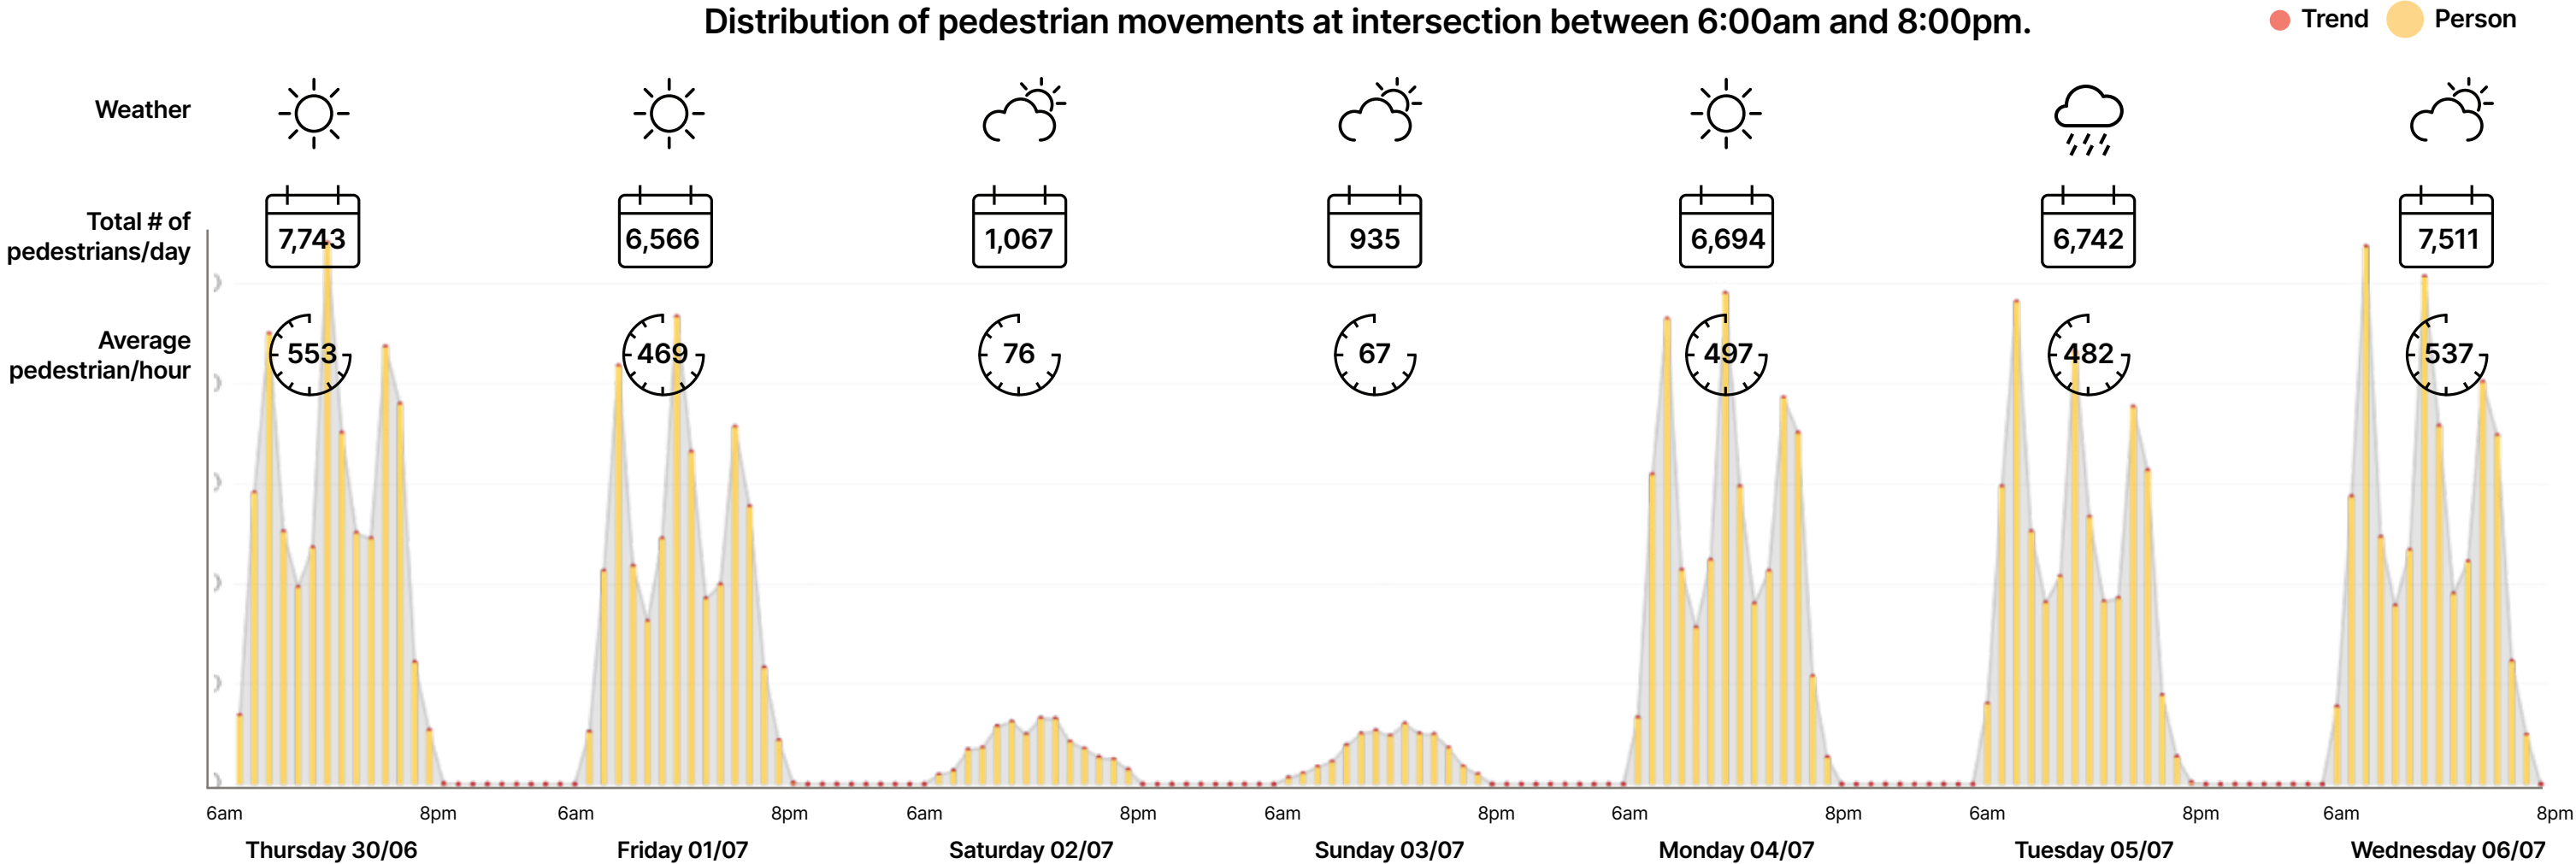 Distribution of pedestrian movements at intersection between 6:00am and 8:00pm.
Trend
Person
Weather
Total # of
pedestrians/day
7,743
6,566
1,067
935
6,694
6,742
7,511
Average
pedestrian/hour
553
469
76
67
497
482
537
6am 8pm 6am 8pm 6am 8pm 6am 8pm 6am 8pm 6am 8pm 6am 8pm
Thursday 30/06
Friday 01/07
Saturday 02/07
Sunday 03/07
Monday 04/07
Tuesday 05/07
Wednesday 06/07